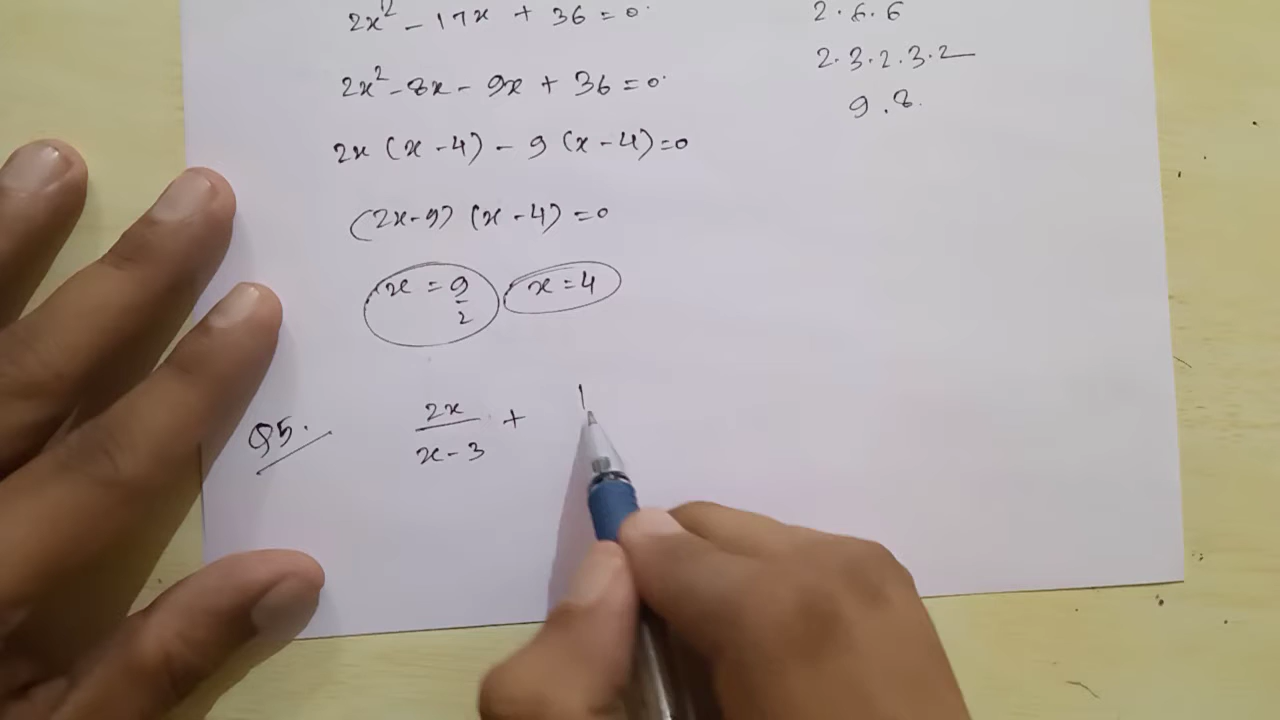 2x² - 17x + 36 = 0
2x² - 8x - 9x + 36 = 0
2x (x - 4) - 9 (x - 4) = 0
(2x - 9) (x - 4) = 0
x = 9/2 x = 4
Q5. 2x/x - 3 + 1
2 . 6 . 6
2 . 3 . 2 . 3 . 2
9 . 8